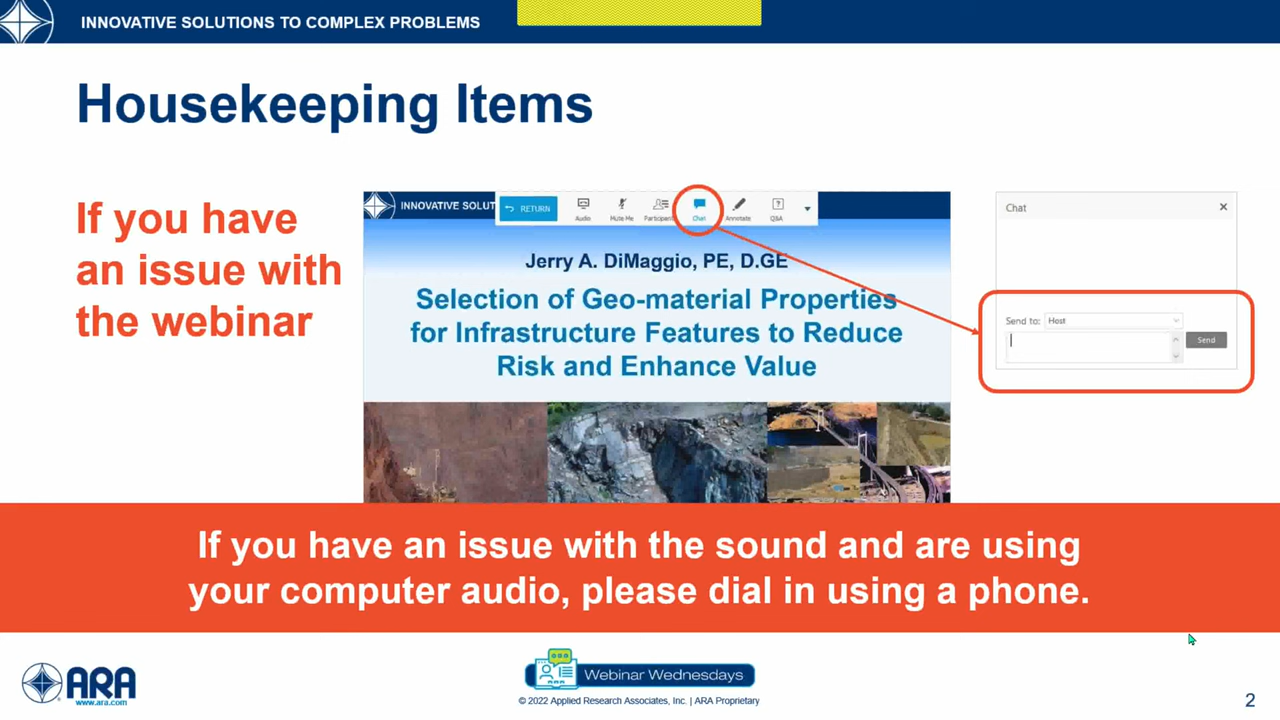 INNOVATIVE SOLUTIONS TO COMPLEX PROBLEMS
Housekeeping Items
If you have
an issue with
the webinar
INNOVATIVE SOLUT
RETURN
Audio
Mute Me
Participant
Chat
Annotate
Q&A
Jerry A. DiMaggio, PE, D.GE
Selection of Geo-material Properties
for Infrastructure Features to Reduce
Risk and Enhance Value
Chat
Send to: Host
Send
If you have an issue with the sound and are using
your computer audio, please dial in using a phone.
ARA
www.ara.com
Webinar Wednesdays
© 2022 Applied Research Associates, Inc. | ARA Proprietary
2